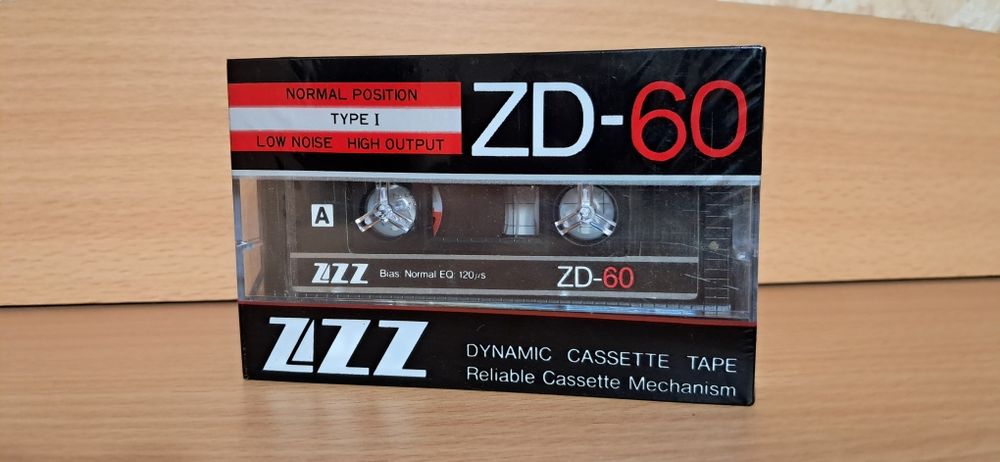 NORMAL POSITION
TYPE I
LOW NOISE HIGH OUTPUT
ZD-60
A
ZZZ Bias: Normal EQ: 120μs ZD-60
ZZZ
DYNAMIC CASSETTE TAPE
Reliable Cassette Mechanism